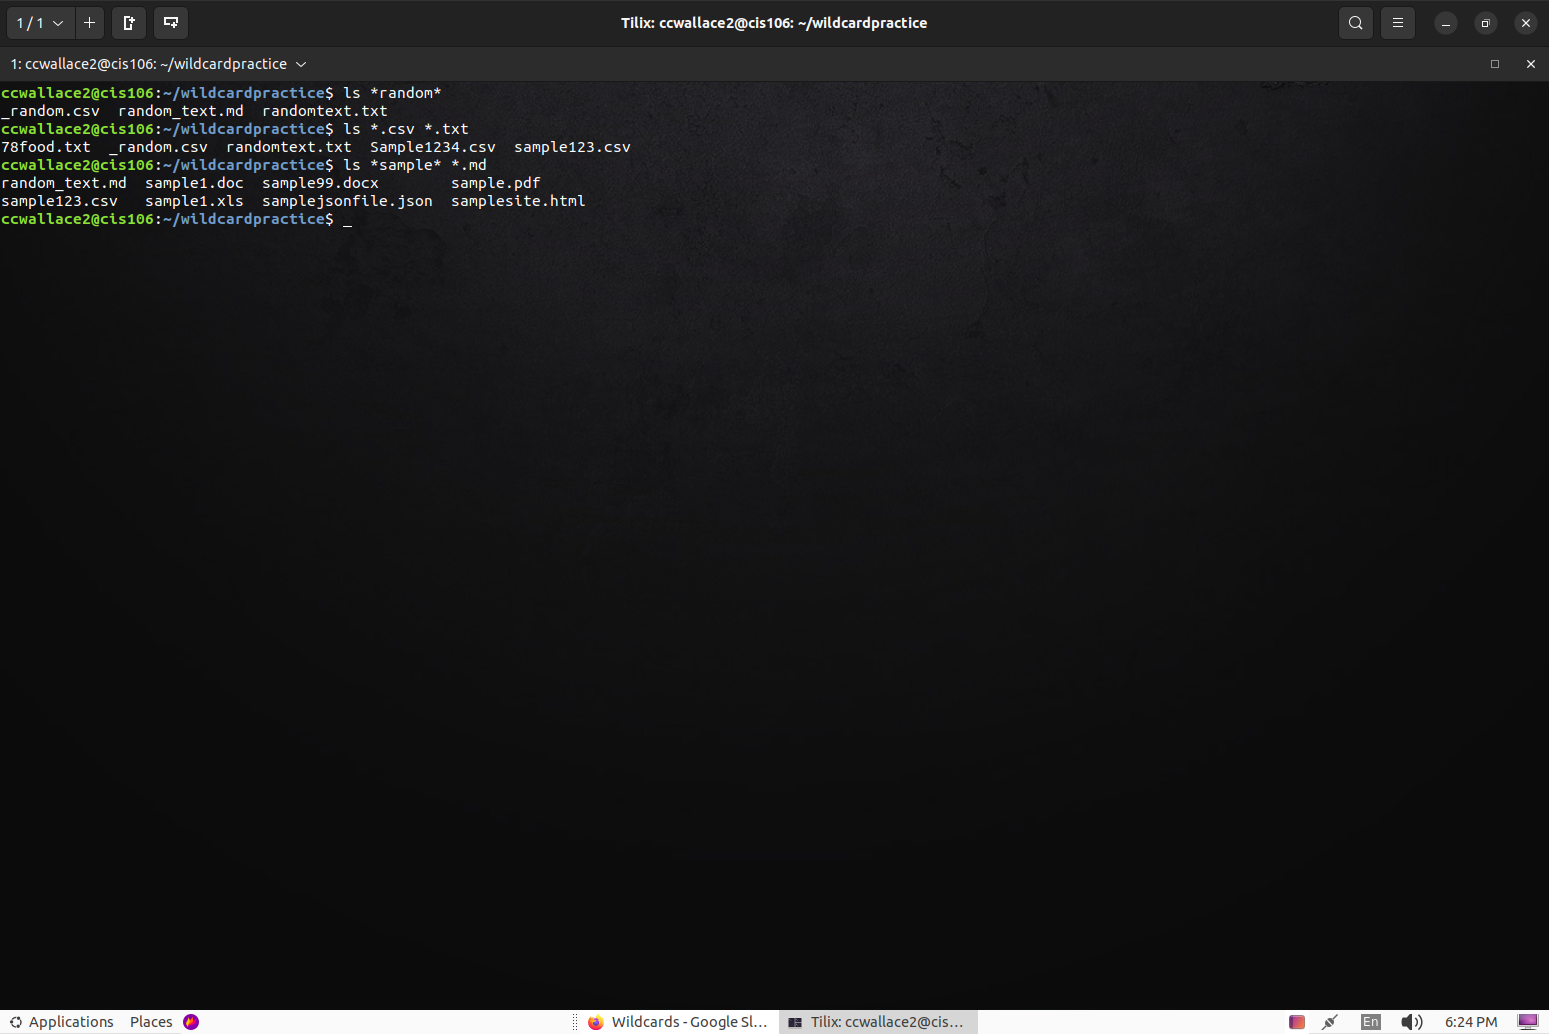 1 / 1
Tilix: ccwallace2@cis106: ~/wildcardpractice
1: ccwallace2@cis106: ~/wildcardpractice
ccwallace2@cis106:~/wildcardpractice$ ls *random*
_random.csv  random_text.md  randomtext.txt
ccwallace2@cis106:~/wildcardpractice$ ls *.csv *.txt
78food.txt  _random.csv  randomtext.txt  Sample1234.csv  sample123.csv
ccwallace2@cis106:~/wildcardpractice$ ls *sample* *.md
random_text.md  sample1.doc  sample99.docx        sample.pdf
sample123.csv   sample1.xls  samplejsonfile.json  samplesite.html
ccwallace2@cis106:~/wildcardpractice$ _
Applications Places Wildcards - Google Sl... Tilix: ccwallace2@cis... En 6:24 PM